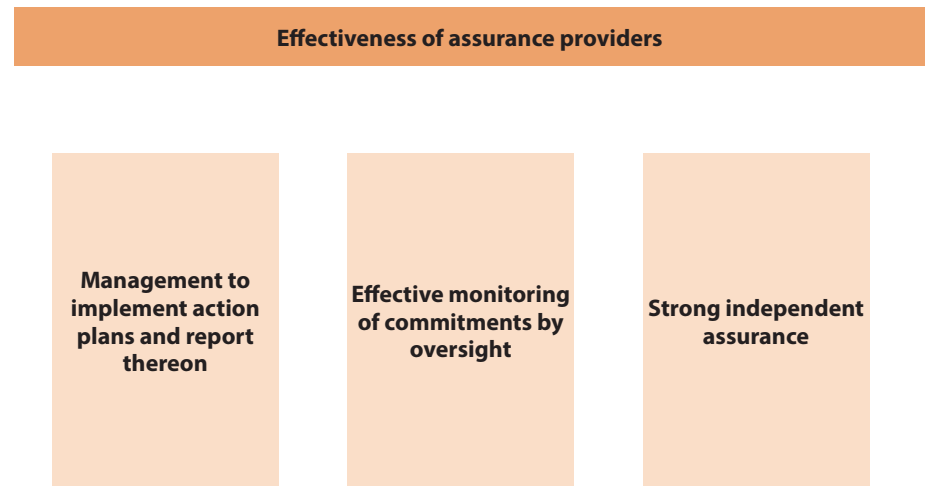 Effectiveness of assurance providers
Management to
implement action
plans and report
thereon
Effective monitoring
of commitments by
oversight
Strong independent
assurance